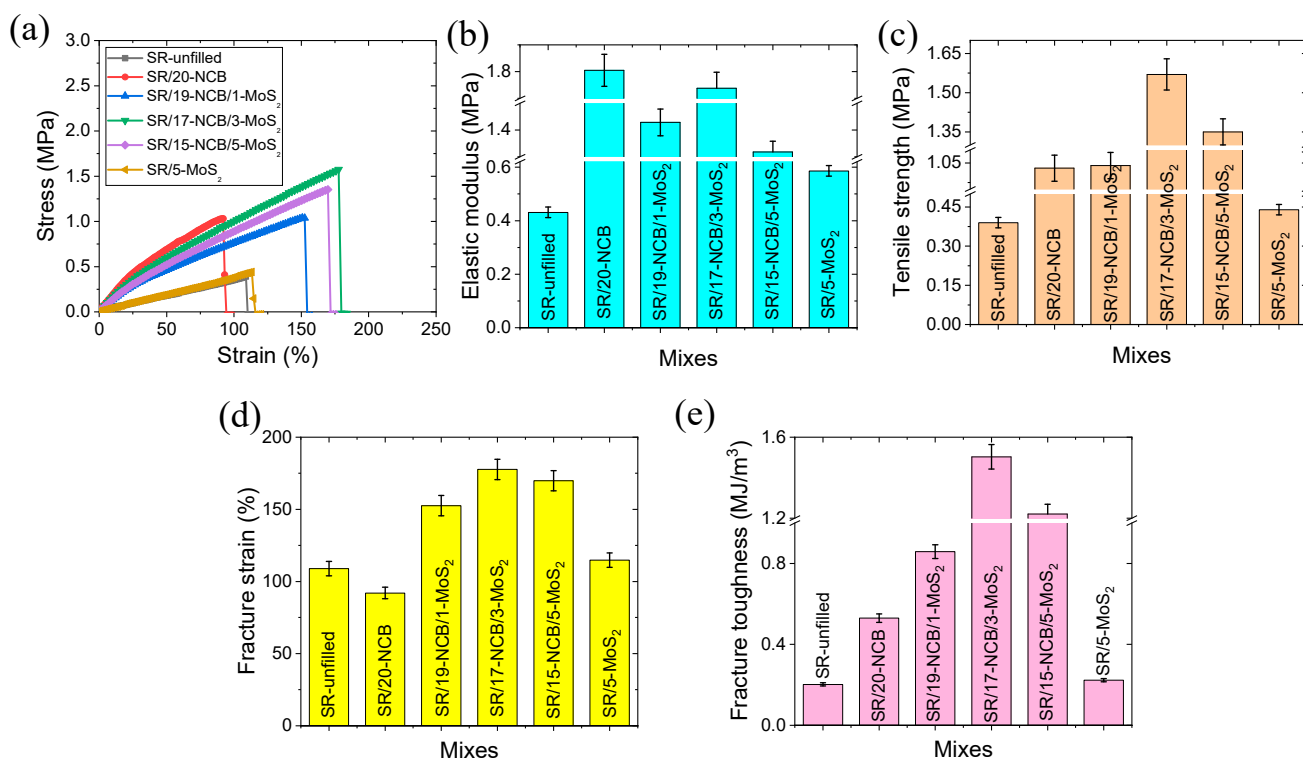 (a)
3.0
2.5
2.0
1.5
1.0
0.5
0.0
Stress (MPa)
SR-unfilled
SR/20-NCB
SR/19-NCB/1-MoS₂
SR/17-NCB/3-MoS₂
SR/15-NCB/5-MoS₂
SR/5-MoS₂
0 50 100 150 200 250
Strain (%)
(b)
1.8
1.4
0.6
0.4
0.2
0.0
Elastic modulus (MPa)
SR-unfilled
SR/20-NCB
SR/19-NCB/1-MoS₂
SR/17-NCB/3-MoS₂
SR/15-NCB/5-MoS₂
SR/5-MoS₂
Mixes
(c)
1.65
1.50
1.35
1.05
0.45
0.30
0.15
0.00
Tensile strength (MPa)
SR-unfilled
SR/20-NCB
SR/19-NCB/1-MoS₂
SR/17-NCB/3-MoS₂
SR/15-NCB/5-MoS₂
SR/5-MoS₂
Mixes
(d)
200
150
100
50
0
Fracture strain (%)
SR-unfilled
SR/20-NCB
SR/19-NCB/1-MoS₂
SR/17-NCB/3-MoS₂
SR/15-NCB/5-MoS₂
SR/5-MoS₂
Mixes
(e)
1.6
1.2
0.8
0.4
0.0
Fracture toughness (MJ/m³)
SR-unfilled
SR/20-NCB
SR/19-NCB/1-MoS₂
SR/17-NCB/3-MoS₂
SR/15-NCB/5-MoS₂
SR/5-MoS₂
Mixes